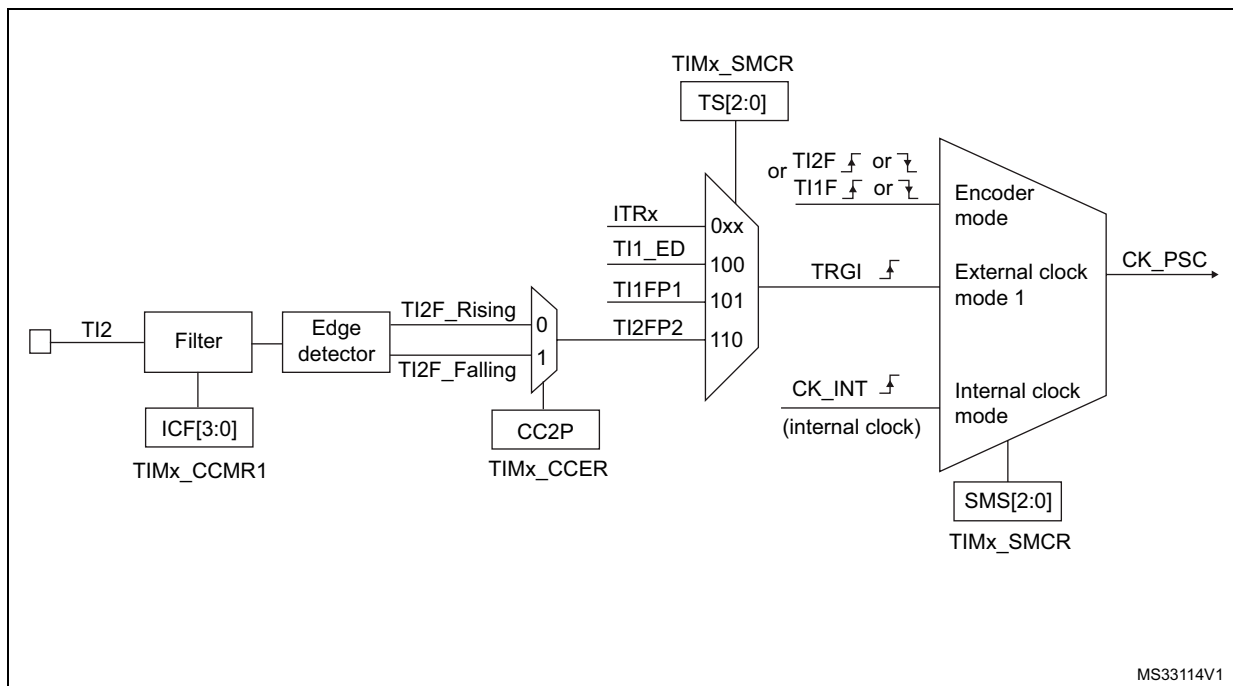 TIMx_SMCR
TS[2:0]
or TI2F or
TI1F or
Encoder
mode
ITRx
0xx
TI1_ED
100
TRGI
External clock
mode 1
CK_PSC
TI1FP1
101
TI2F_Rising
TI2FP2
110
TI2
Filter
Edge
detector
0
1
TI2F_Falling
CK_INT
(internal clock)
Internal clock
mode
ICF[3:0]
TIMx_CCMR1
CC2P
TIMx_CCER
SMS[2:0]
TIMx_SMCR
MS33114V1